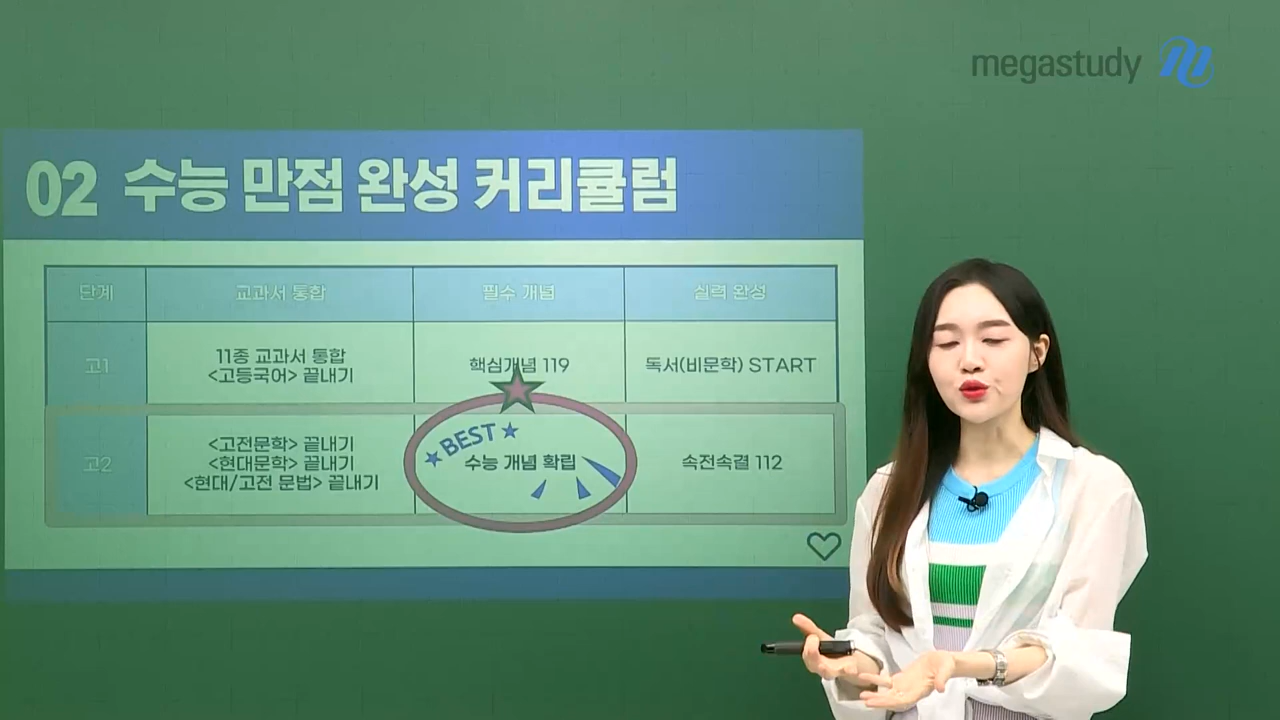 megastudy
02 수능 만점 완성 커리큘럼
단계 교과서 통합 필수 개념 실력 완성
고1
11종 교과서 통합
<고등국어> 끝내기
핵심개념 119
독서(비문학) START
고2
<고전문학> 끝내기
<현대문학> 끝내기
<현대/고전 문법> 끝내기
BEST
수능 개념 확립
속전속결 112